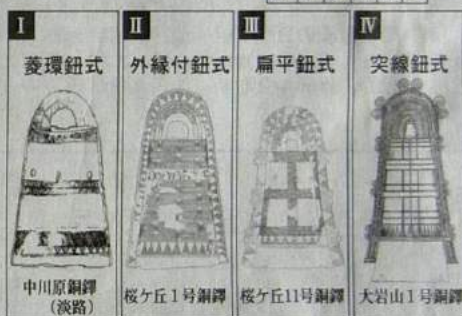 I
菱環鈕式
中川原銅鐸
(淡路)
II
外縁付鈕式
桜ケ丘1号銅鐸
III
扁平鈕式
桜ケ丘11号銅鐸
IV
突線鈕式
大岩山1号銅鐸